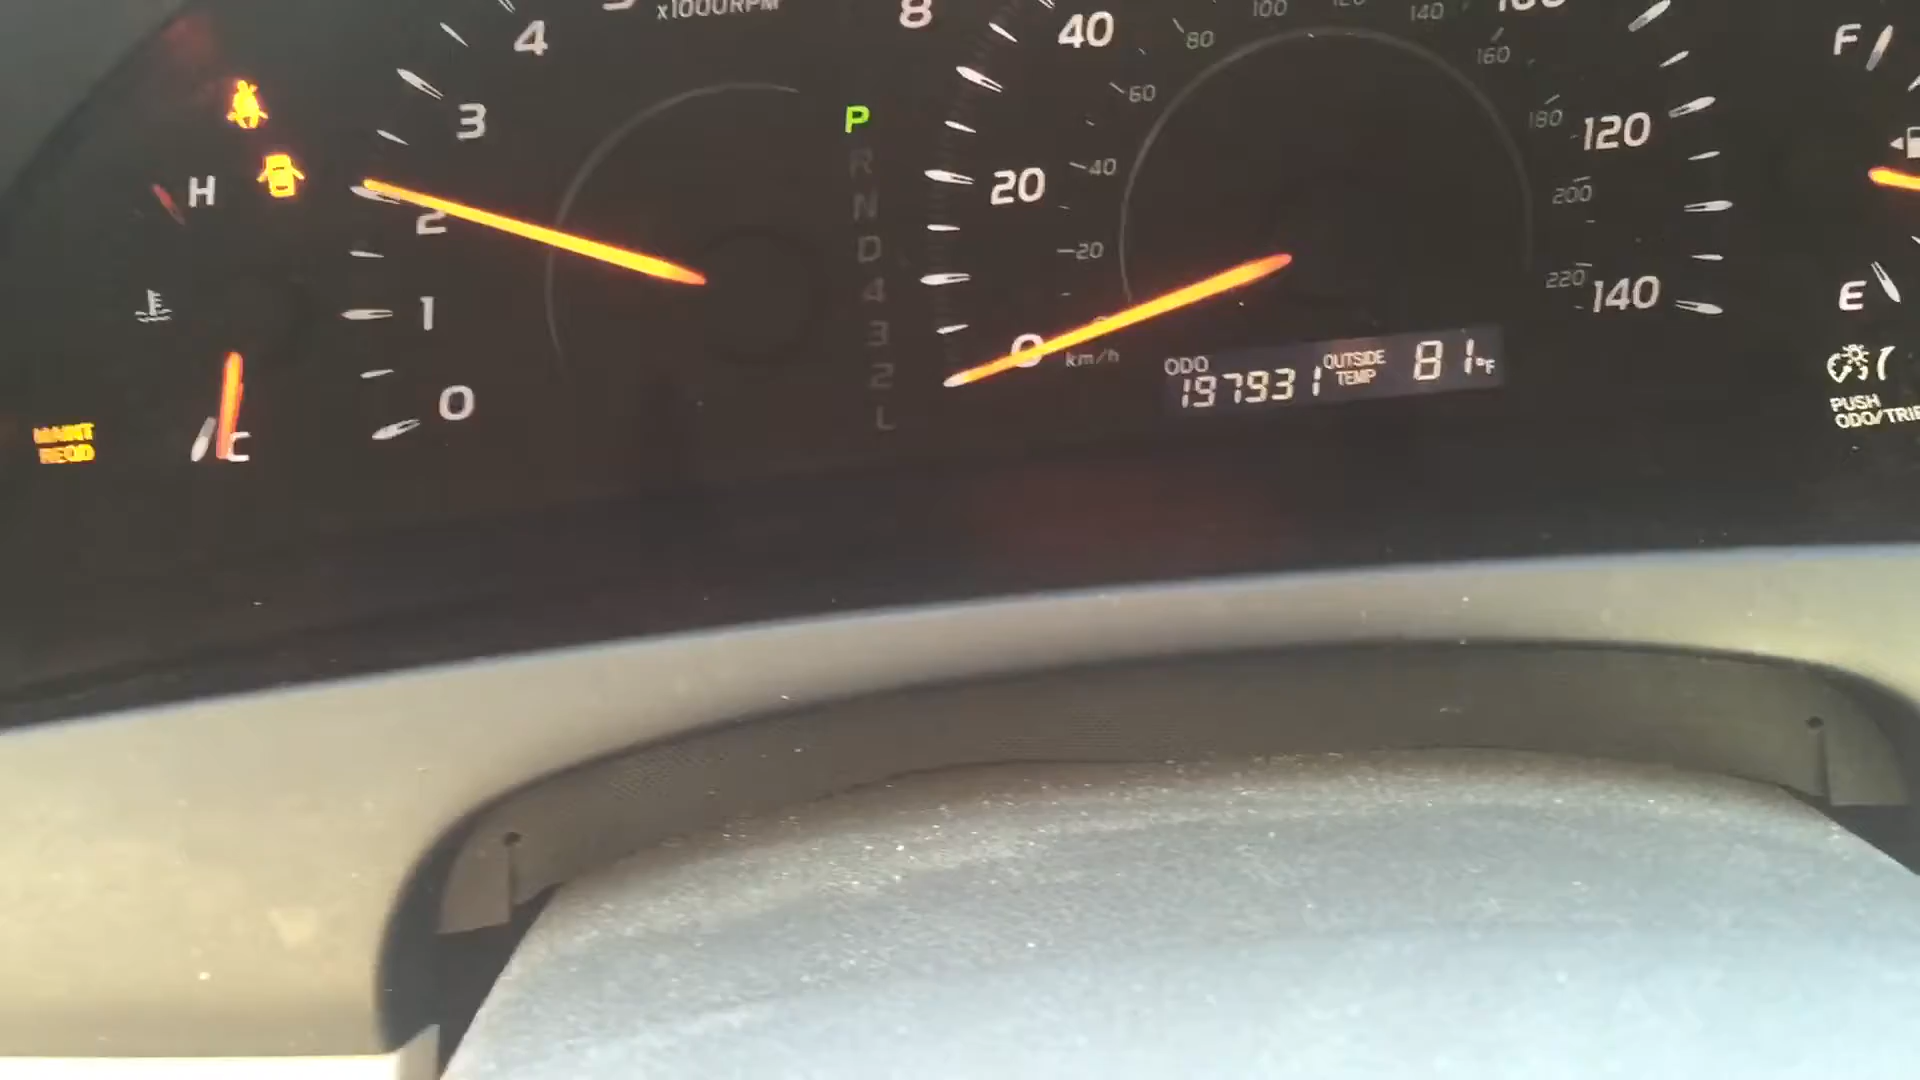 x1000RPM
8
4
3
2
1
0
H
C
MAINT
REQD
P
R
N
D
4
3
2
L
40
20
0
120
140
100
140
80
60
40
20
160
180
200
220
km/h
ODO
197931
OUTSIDE
TEMP
81°F
F
E
PUSH
ODO/TRIP